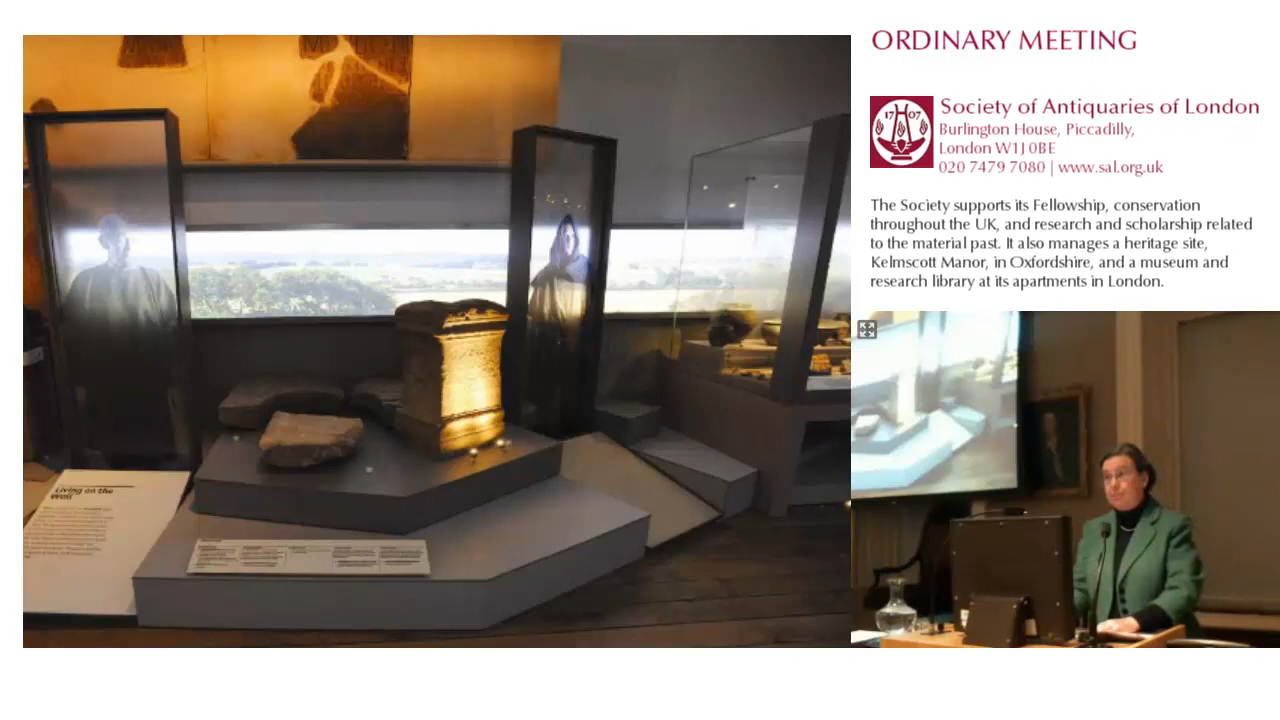 ORDINARY MEETING
17 07
Society of Antiquaries of London
Burlington House, Piccadilly,
London W1J 0BE
020 7479 7080 | www.sal.org.uk
The Society supports its Fellowship, conservation
throughout the UK, and research and scholarship related
to the material past. It also manages a heritage site,
Kelmscott Manor, in Oxfordshire, and a museum and
research library at its apartments in London.
Living on the
Wall